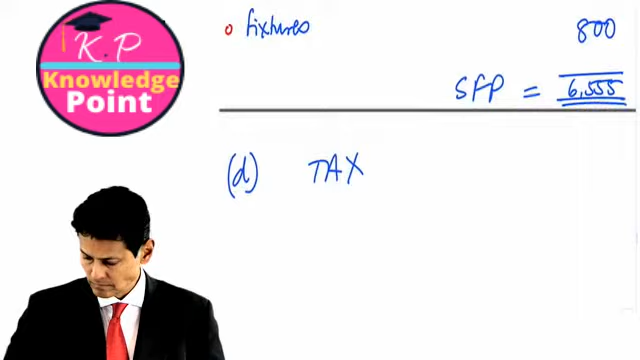 K.P
Knowledge
Point
fixtures 800
SFP = 6,555
(d) TAX